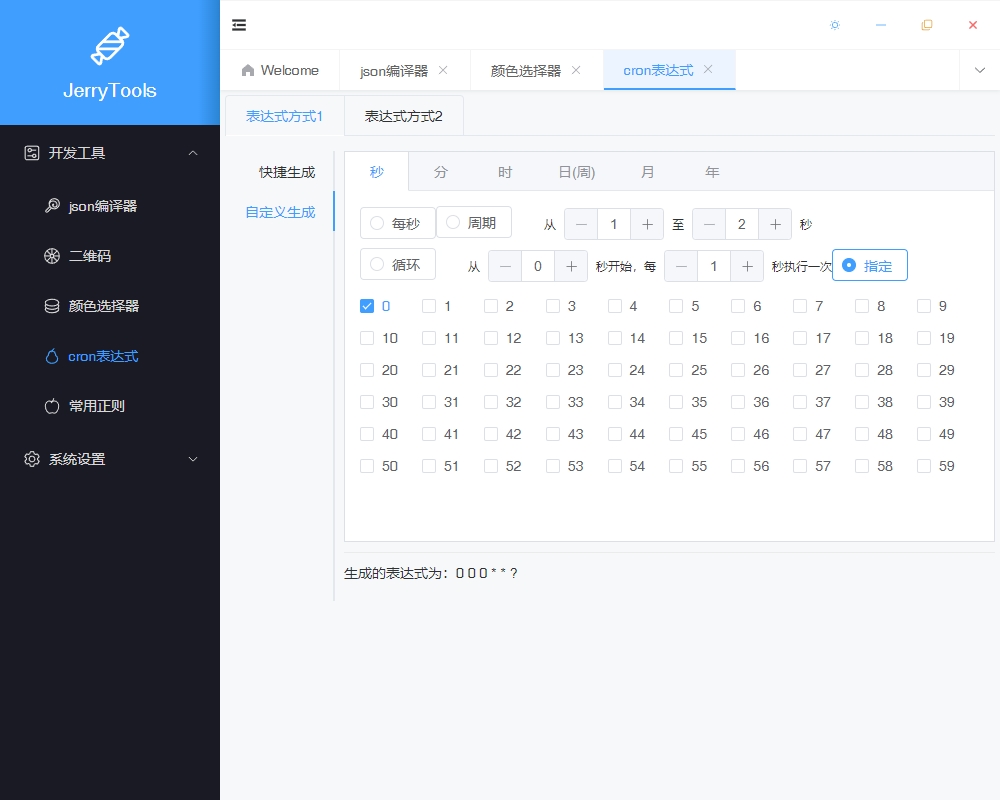 JerryTools
开发工具
json编译器
二维码
颜色选择器
cron表达式
常用正则
系统设置
Welcome json编译器 颜色选择器 cron表达式
表达式方式1 表达式方式2
快捷生成
自定义生成
秒 分 时 日(周) 月 年
每秒 周期 从 1 至 2 秒
循环 从 0 秒开始，每 1 秒执行一次 指定
0 1 2 3 4 5 6 7 8 9
10 11 12 13 14 15 16 17 18 19
20 21 22 23 24 25 26 27 28 29
30 31 32 33 34 35 36 37 38 39
40 41 42 43 44 45 46 47 48 49
50 51 52 53 54 55 56 57 58 59
生成的表达式为：0 0 0 * * ?